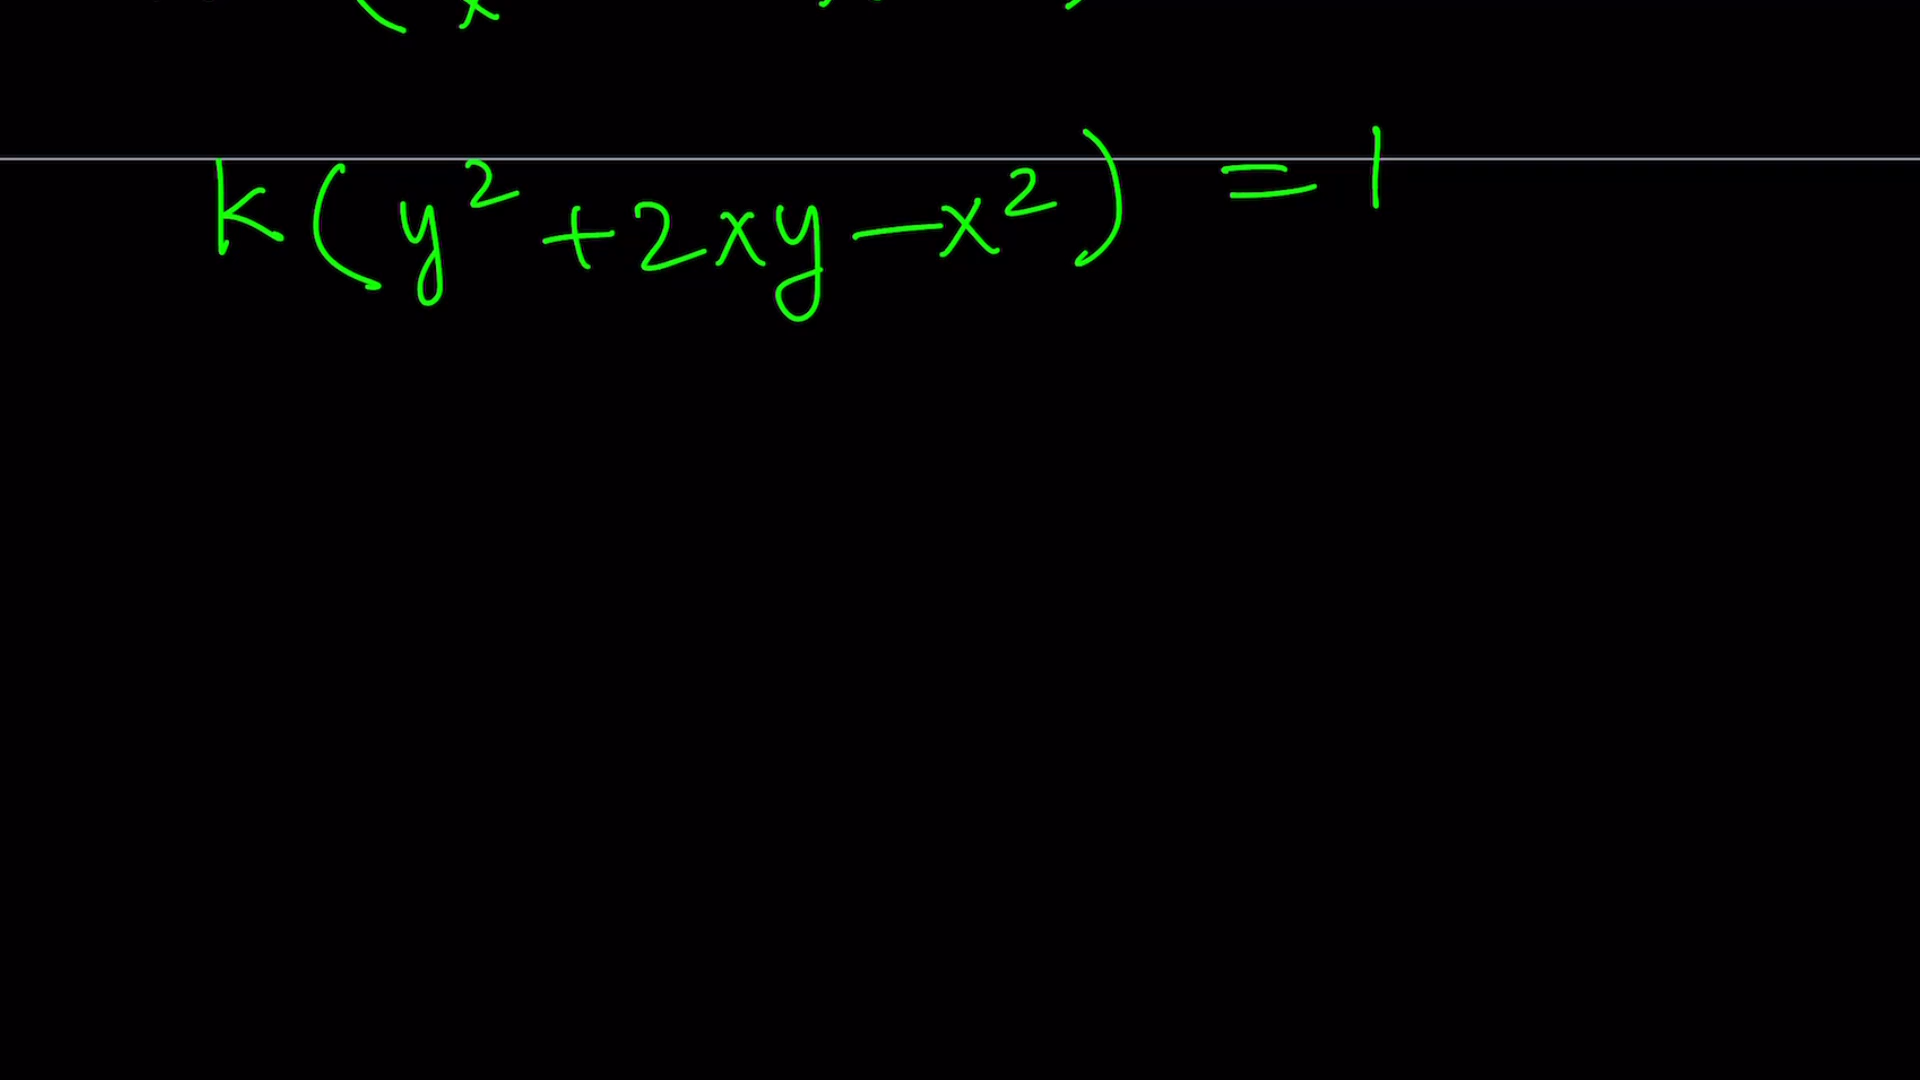 k(y² + 2xy − x²) = 1